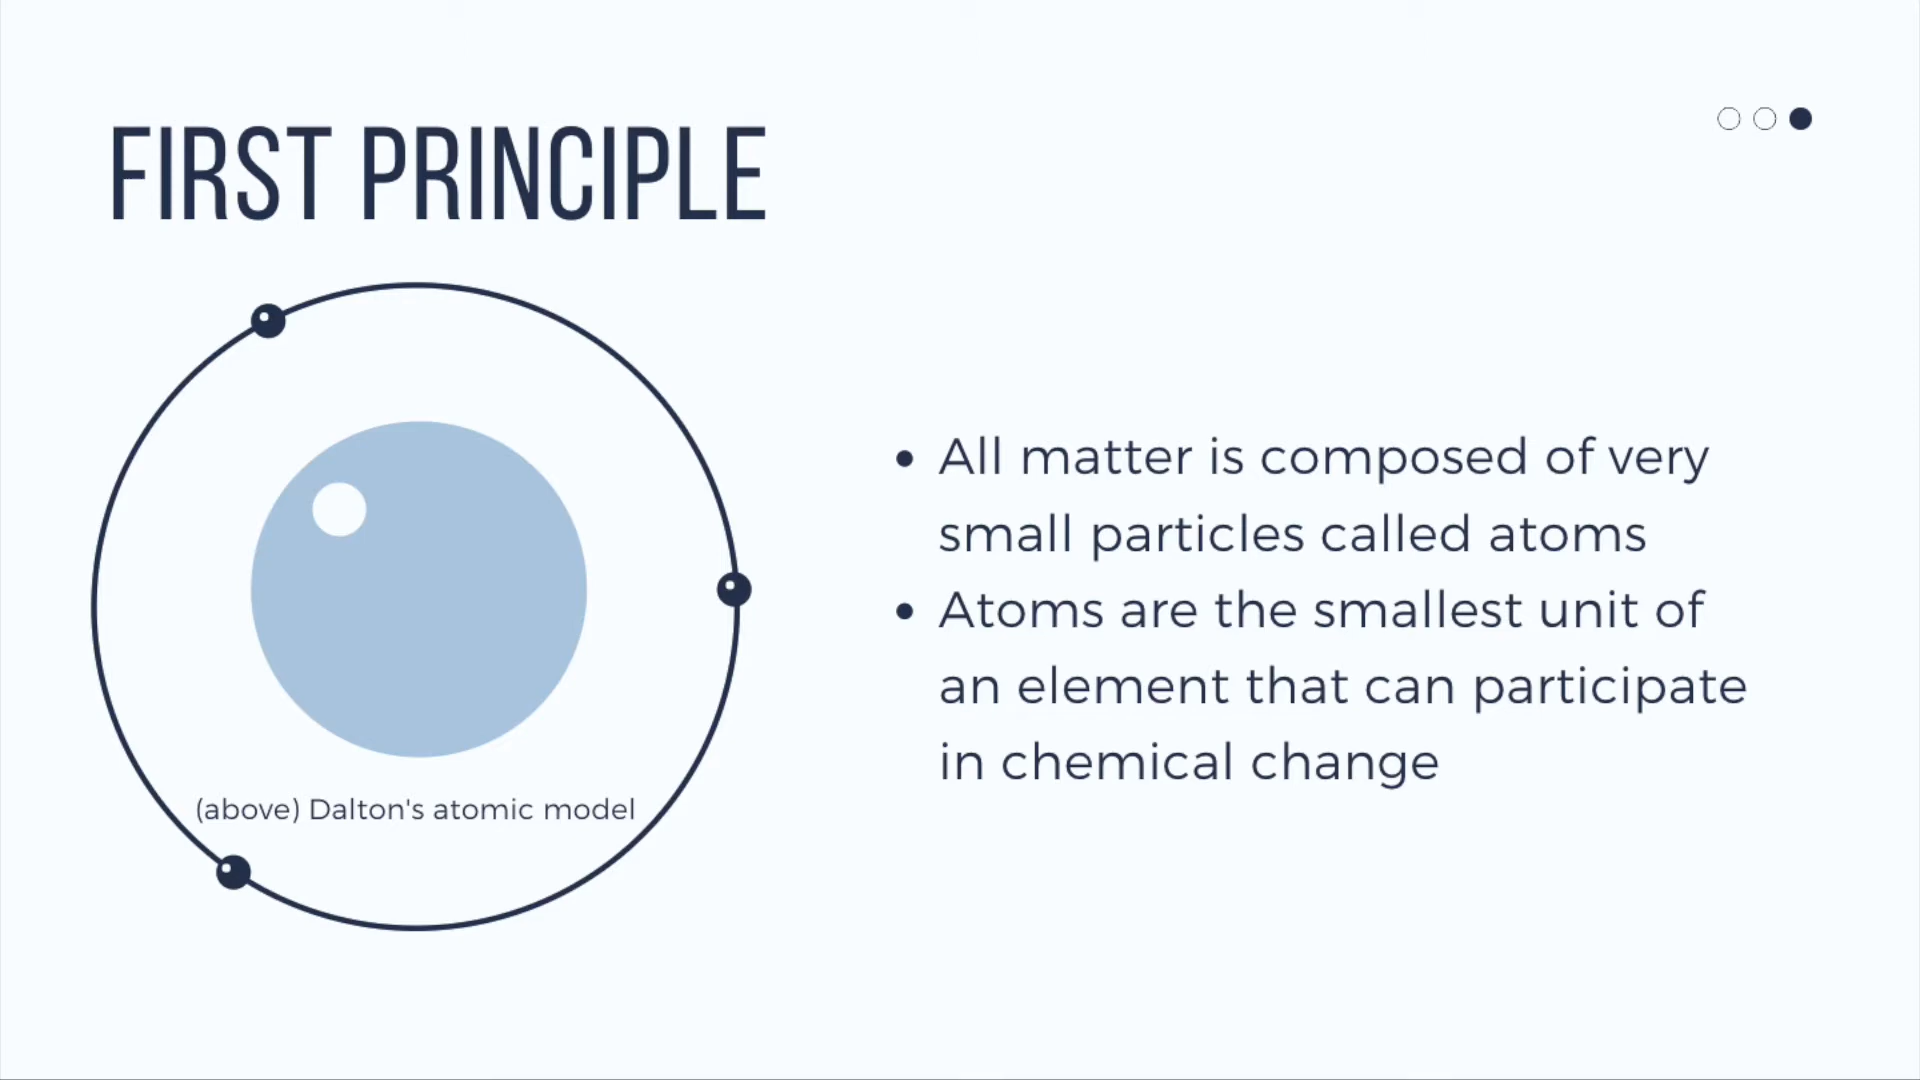 FIRST PRINCIPLE
• All matter is composed of very
small particles called atoms
• Atoms are the smallest unit of
an element that can participate
in chemical change
(above) Dalton's atomic model